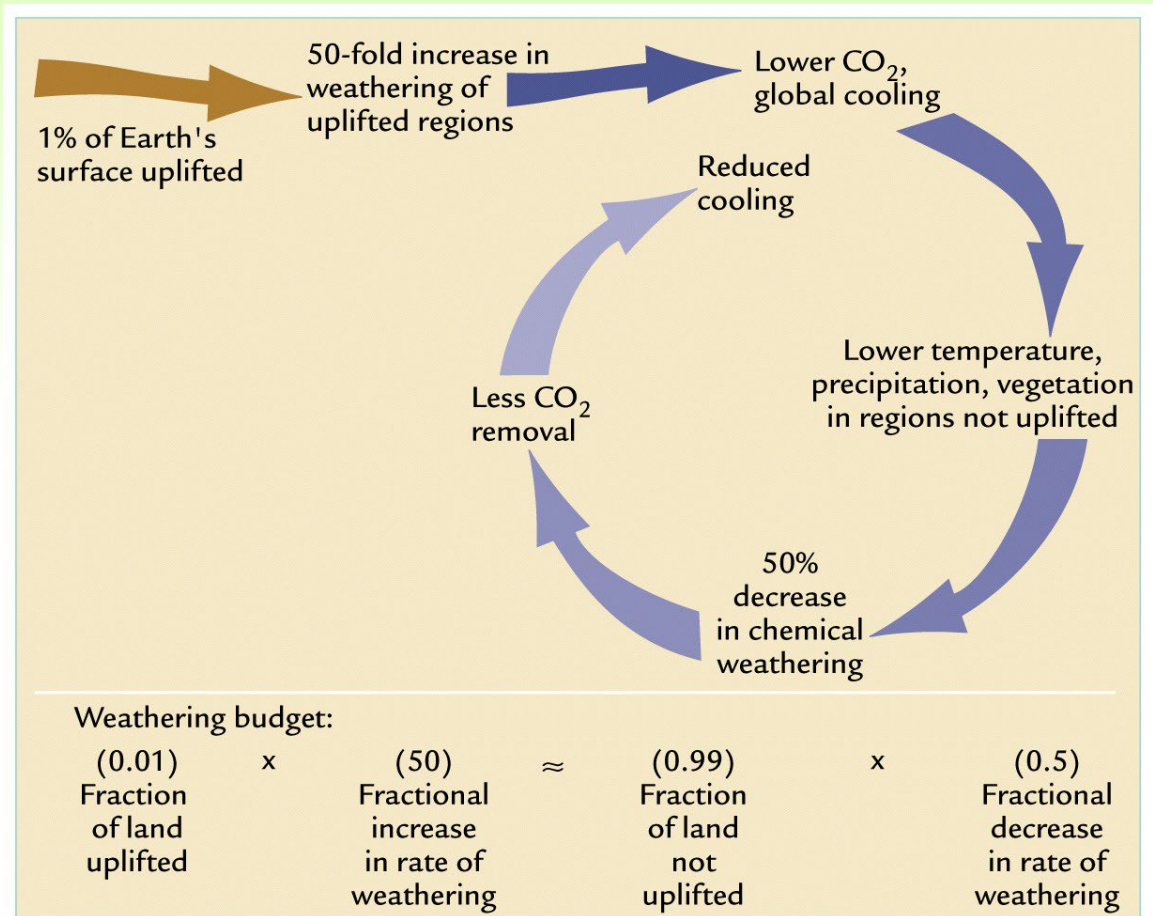 1% of Earth's
surface uplifted
50-fold increase in
weathering of
uplifted regions
Lower CO₂,
global cooling
Lower temperature,
precipitation, vegetation
in regions not uplifted
50%
decrease
in chemical
weathering
Less CO₂
removal
Reduced
cooling
Weathering budget:
(0.01) x (50) ≈ (0.99) x (0.5)
Fraction Fractional Fraction Fractional
of land increase of land decrease
uplifted in rate of not in rate of
weathering uplifted weathering